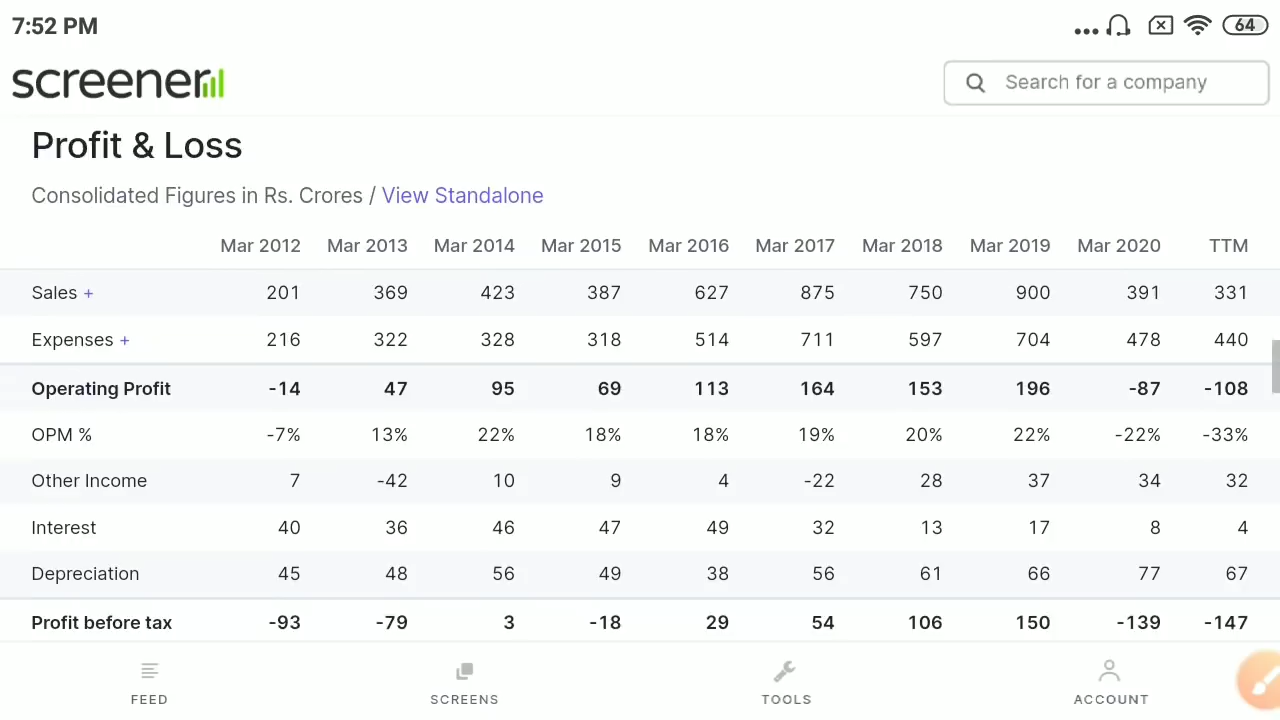 7:52 PM 64
screener Search for a company
Profit & Loss
Consolidated Figures in Rs. Crores / View Standalone
Mar 2012 Mar 2013 Mar 2014 Mar 2015 Mar 2016 Mar 2017 Mar 2018 Mar 2019 Mar 2020 TTM
Sales + 201 369 423 387 627 875 750 900 391 331
Expenses + 216 322 328 318 514 711 597 704 478 440
Operating Profit -14 47 95 69 113 164 153 196 -87 -108
OPM % -7% 13% 22% 18% 18% 19% 20% 22% -22% -33%
Other Income 7 -42 10 9 4 -22 28 37 34 32
Interest 40 36 46 47 49 32 13 17 8 4
Depreciation 45 48 56 49 38 56 61 66 77 67
Profit before tax -93 -79 3 -18 29 54 106 150 -139 -147
FEED SCREENS TOOLS ACCOUNT